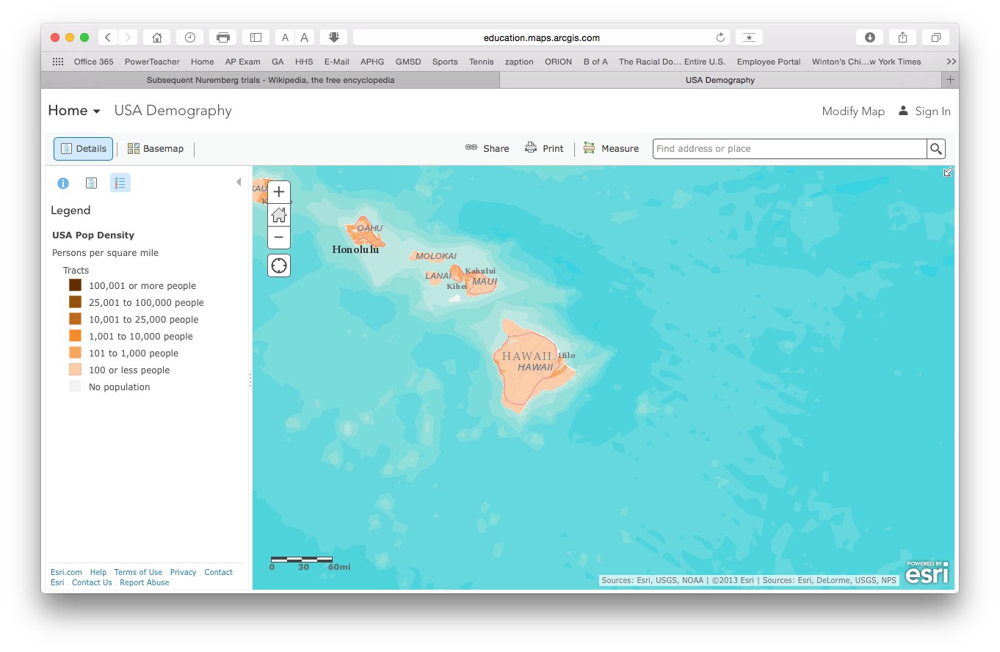 education.maps.arcgis.com
A A
Office 365 PowerTeacher Home AP Exam GA HHS E-Mail APHG GMSD Sports Tennis zaption ORION B of A The Racial Do... Entire U.S. Employee Portal Winton's Chi...w York Times >>
Subsequent Nuremberg trials - Wikipedia, the free encyclopedia USA Demography +
Home USA Demography Modify Map Sign In
Details Basemap Share Print Measure Find address or place
Legend
USA Pop Density
Persons per square mile
Tracts
100,001 or more people
25,001 to 100,000 people
10,001 to 25,000 people
1,001 to 10,000 people
101 to 1,000 people
100 or less people
No population
Esri.com . Help . Terms of Use . Privacy . Contact
Esri . Contact Us . Report Abuse
KAU
+
−
OAHU
Honolulu
MOLOKAI
LANAI
Kahului
MAUI
Kihei
HAWAII
Hilo
HAWAII
0 30 60mi
Sources: Esri, USGS, NOAA | ©2013 Esri | Sources: Esri, DeLorme, USGS, NPS
POWERED BY
esri